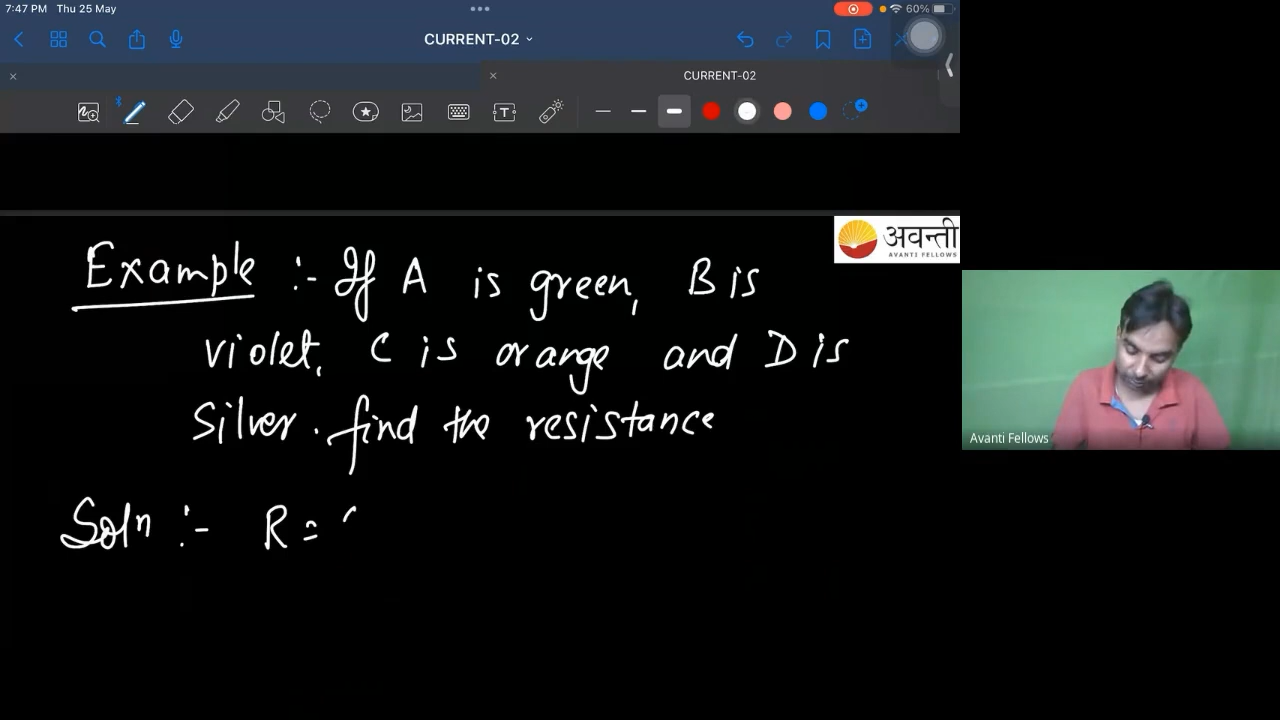 7:47 PM Thu 25 May
60%
CURRENT-02
CURRENT-02
T
अवन्ती
AVANTI FELLOWS
Example :- If A is green, B is
violet, C is orange and D is
Silver. find the resistance
Soln :- R =
Avanti Fellows